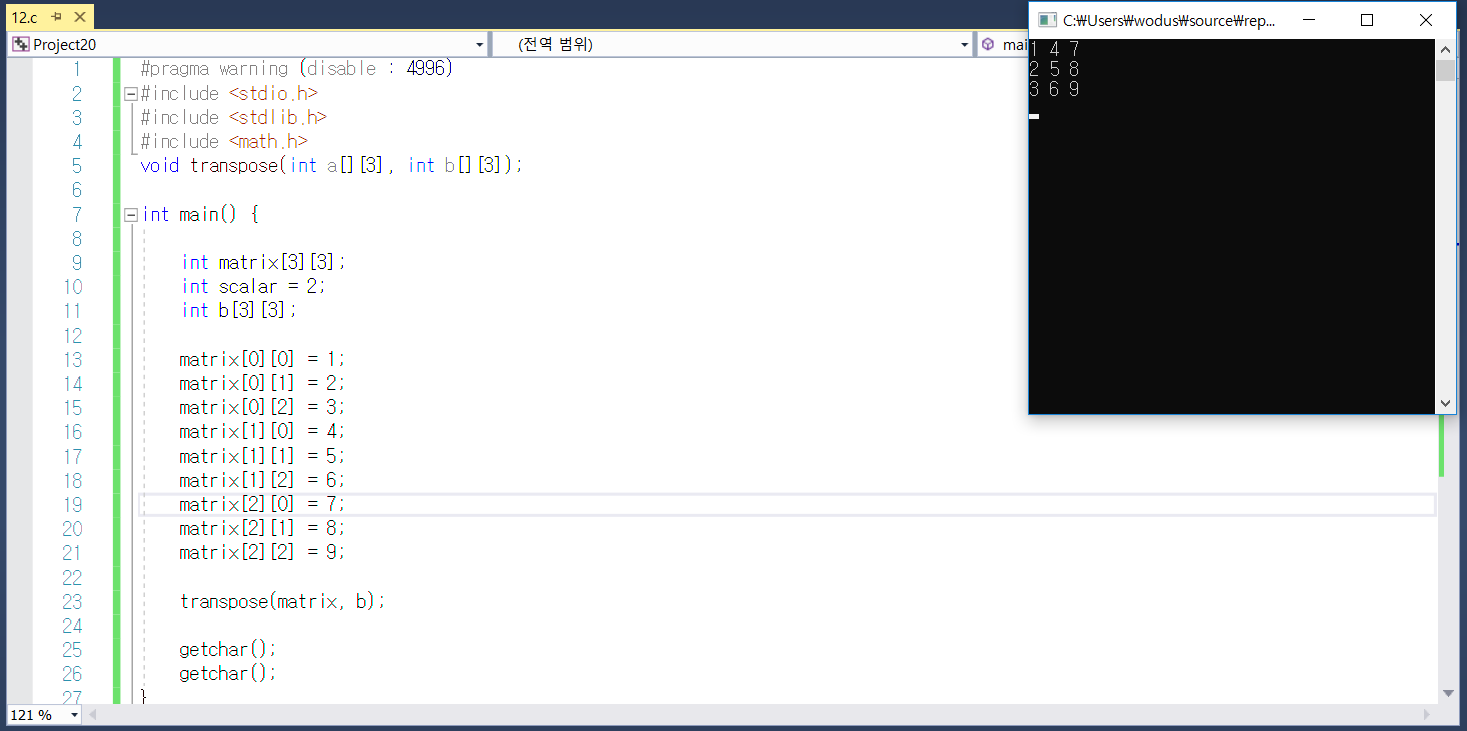 12.c
Project20
(전역 범위)
mai
C:₩Users₩wodus₩source₩rep...
1 4 7
2 5 8
3 6 9
1 #pragma warning (disable : 4996)
2 #include <stdio.h>
3 #include <stdlib.h>
4 #include <math.h>
5 void transpose(int a[][3], int b[][3]);
6
7 int main() {
8
9 int matrix[3][3];
10 int scalar = 2;
11 int b[3][3];
12
13 matrix[0][0] = 1;
14 matrix[0][1] = 2;
15 matrix[0][2] = 3;
16 matrix[1][0] = 4;
17 matrix[1][1] = 5;
18 matrix[1][2] = 6;
19 matrix[2][0] = 7;
20 matrix[2][1] = 8;
21 matrix[2][2] = 9;
22
23 transpose(matrix, b);
24
25 getchar();
26 getchar();
27 }
121 %